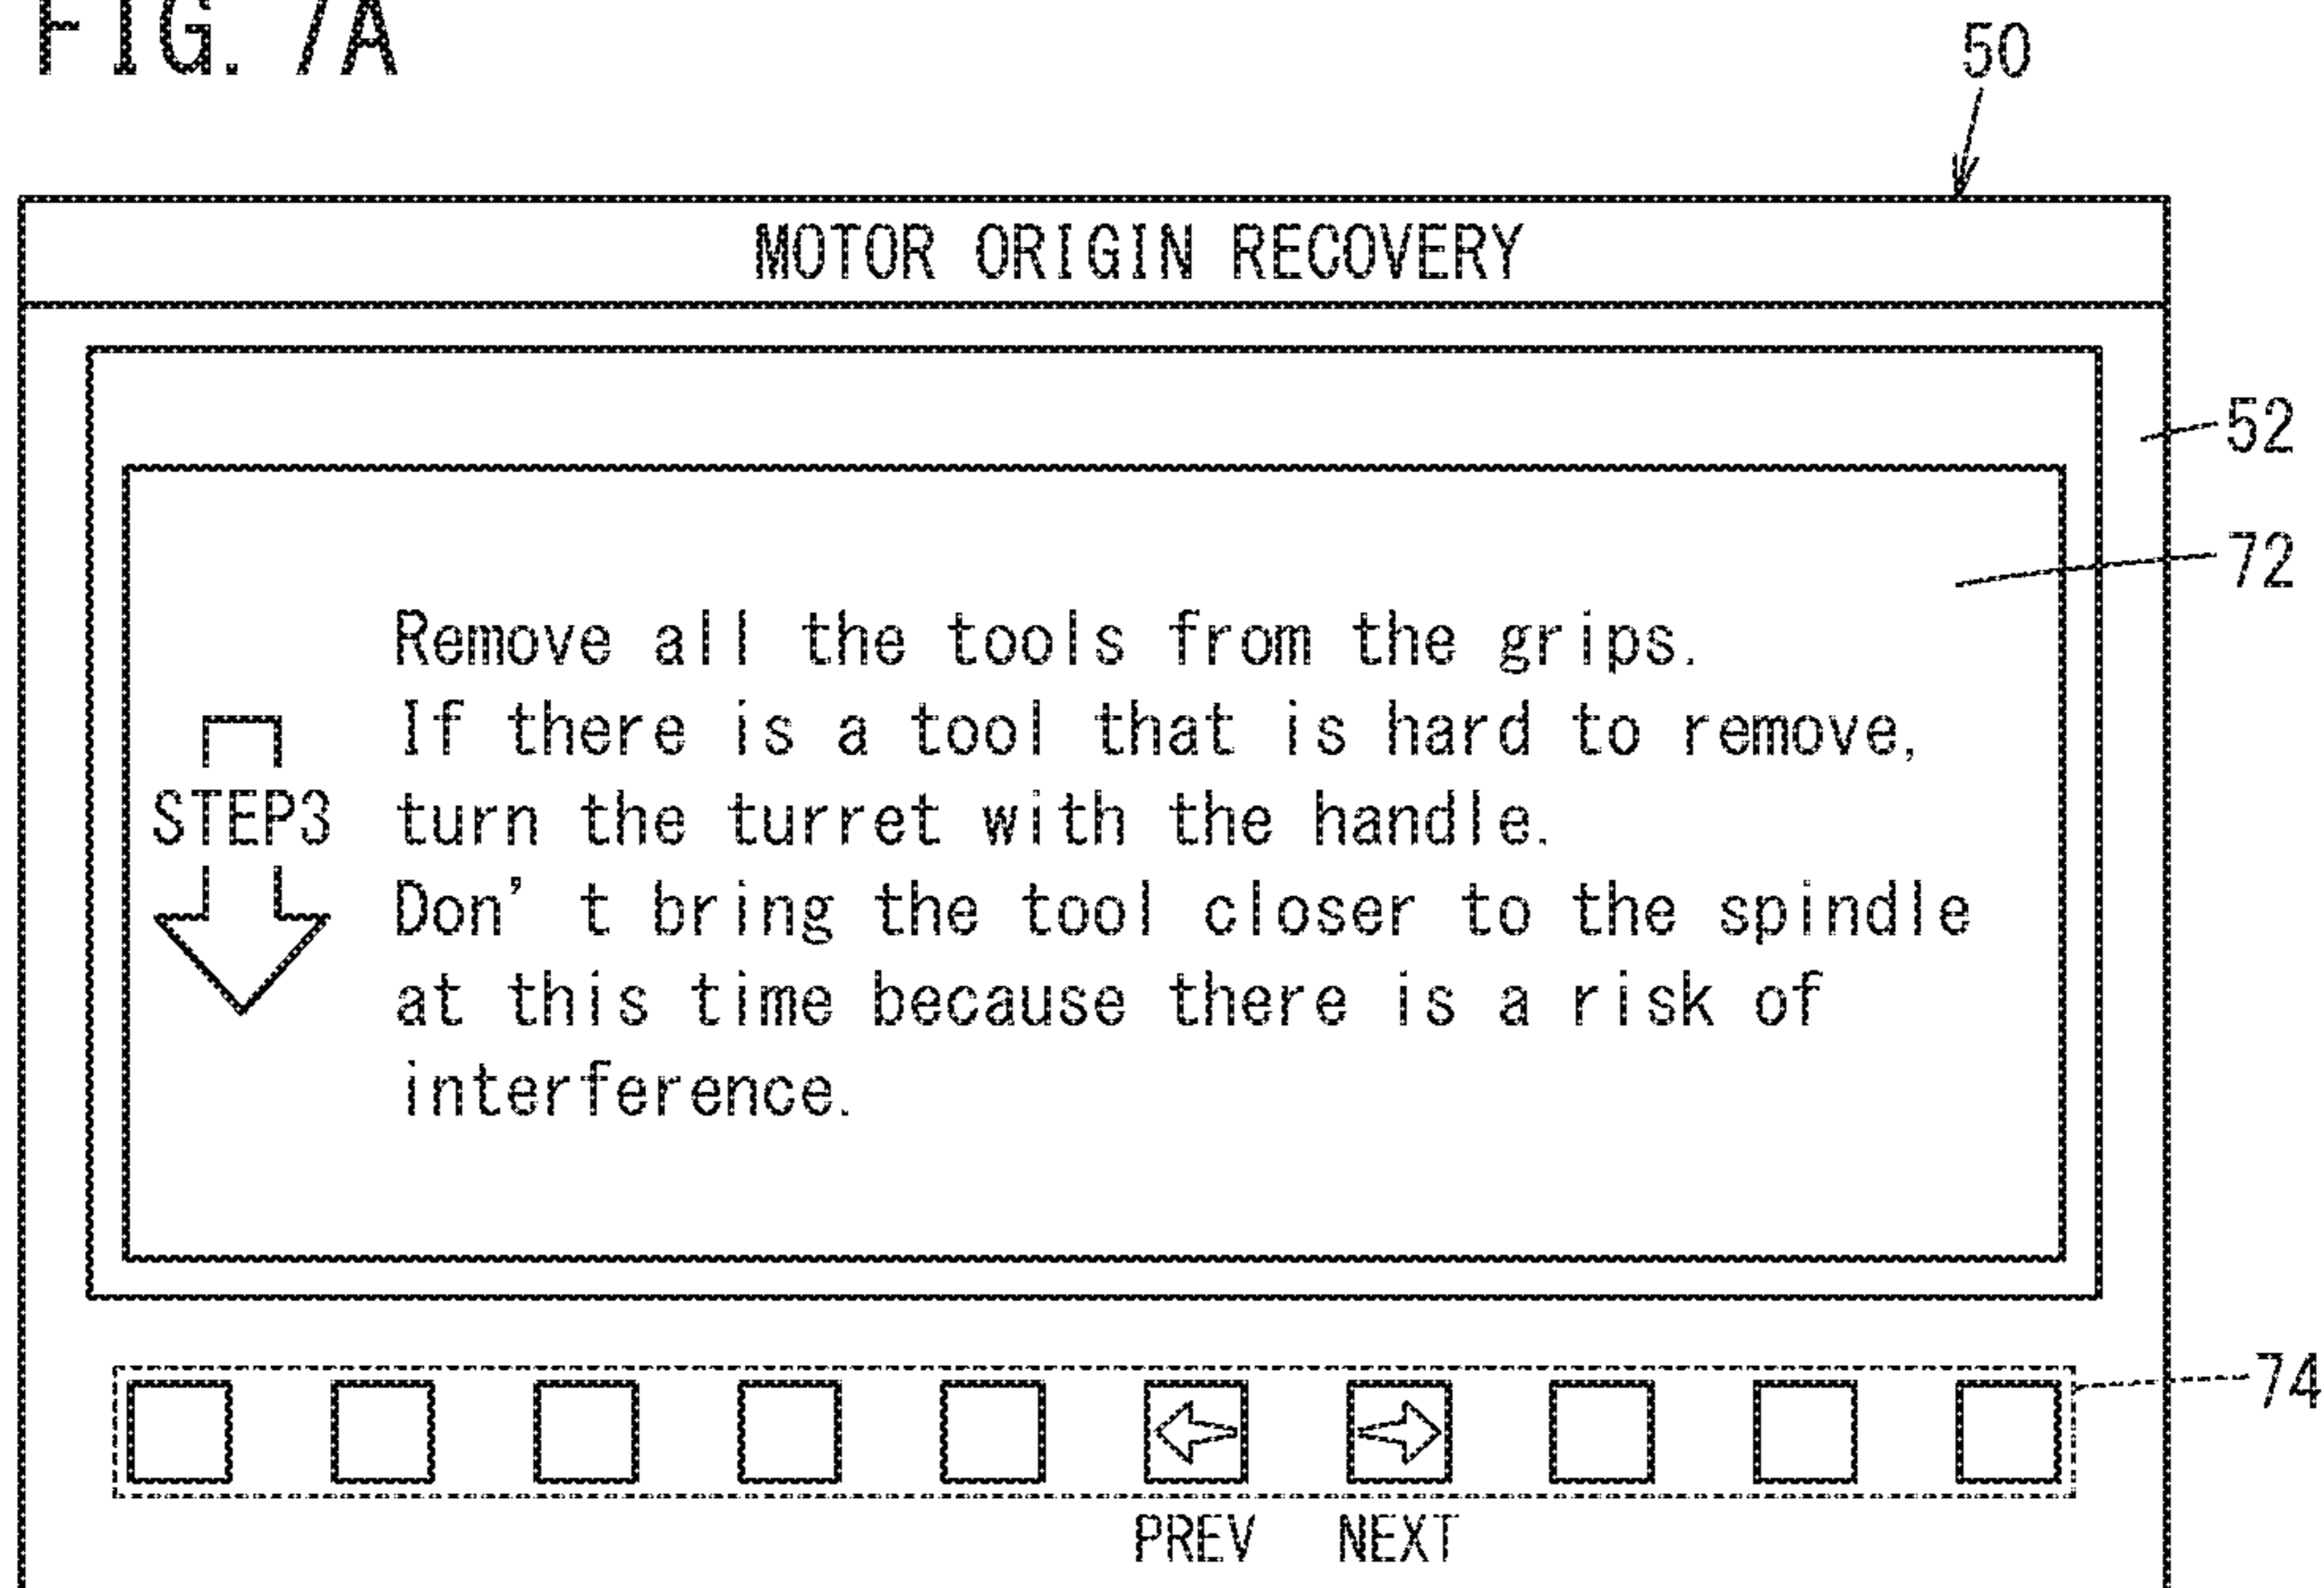 FIG. 7A
50
MOTOR ORIGIN RECOVERY
52
72
Remove all the tools from the grips.
If there is a tool that is hard to remove,
STEP3 turn the turret with the handle.
Don't bring the tool closer to the spindle
at this time because there is a risk of
interference.
74
PREV NEXT